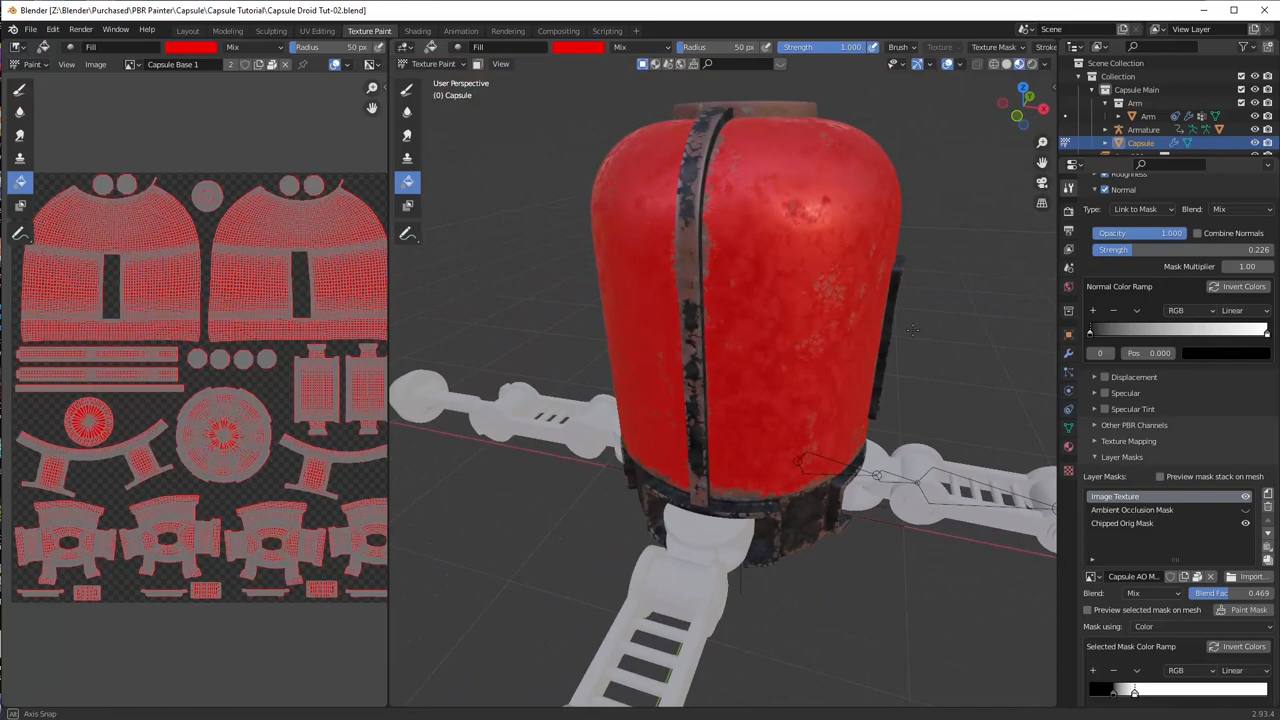 Blender [Z:\Blender\Purchased\PBR Painter\Capsule\Capsule Tutorial\Capsule Droid Tut-02.blend]
File Edit Render Window Help Layout Modeling Sculpting UV Editing Texture Paint Shading Animation Rendering Compositing Scripting Scene View Layer
Fill Mix Radius 50 px Fill Mix Radius 50 px Strength 1.000 Brush Texture Texture Mask Stroke
Paint View Image Capsule Base 1 2 Texture Paint View
User Perspective
(0) Capsule
Scene Collection
Collection
Capsule Main
Arm
Arm
Armature
Capsule
Roughness
Normal
Type: Link to Mask Blend: Mix
Opacity 1.000 Combine Normals
Strength 0.226
Mask Multiplier 1.00
Normal Color Ramp Invert Colors
RGB Linear
0 Pos 0.000
Displacement
Specular
Specular Tint
Other PBR Channels
Texture Mapping
Layer Masks
Layer Masks: Preview mask stack on mesh
Image Texture
Ambient Occlusion Mask
Chipped Orig Mask
Capsule AO M... Import...
Blend: Mix Blend Fac 0.469
Preview selected mask on mesh Paint Mask
Mask using: Color
Selected Mask Color Ramp Invert Colors
RGB Linear
Axis Snap 2.93.4